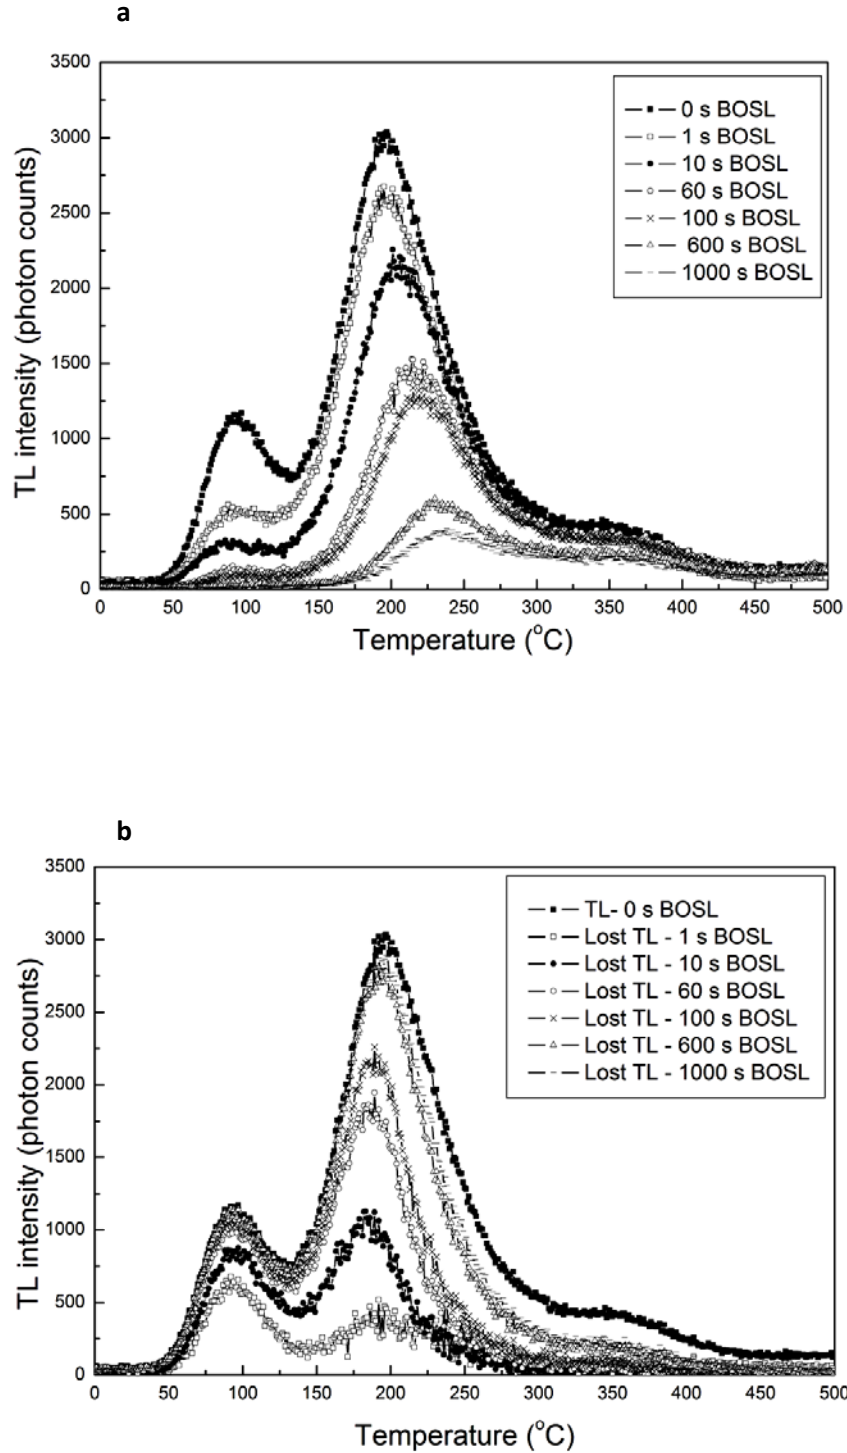 a
3500
3000
2500
2000
1500
1000
500
0
TL intensity (photon counts)
0 s BOSL
1 s BOSL
10 s BOSL
60 s BOSL
100 s BOSL
600 s BOSL
1000 s BOSL
0 50 100 150 200 250 300 350 400 450 500
Temperature (°C)
b
3500
3000
2500
2000
1500
1000
500
0
TL intensity (photon counts)
TL- 0 s BOSL
Lost TL - 1 s BOSL
Lost TL - 10 s BOSL
Lost TL - 60 s BOSL
Lost TL - 100 s BOSL
Lost TL - 600 s BOSL
Lost TL - 1000 s BOSL
0 50 100 150 200 250 300 350 400 450 500
Temperature (°C)